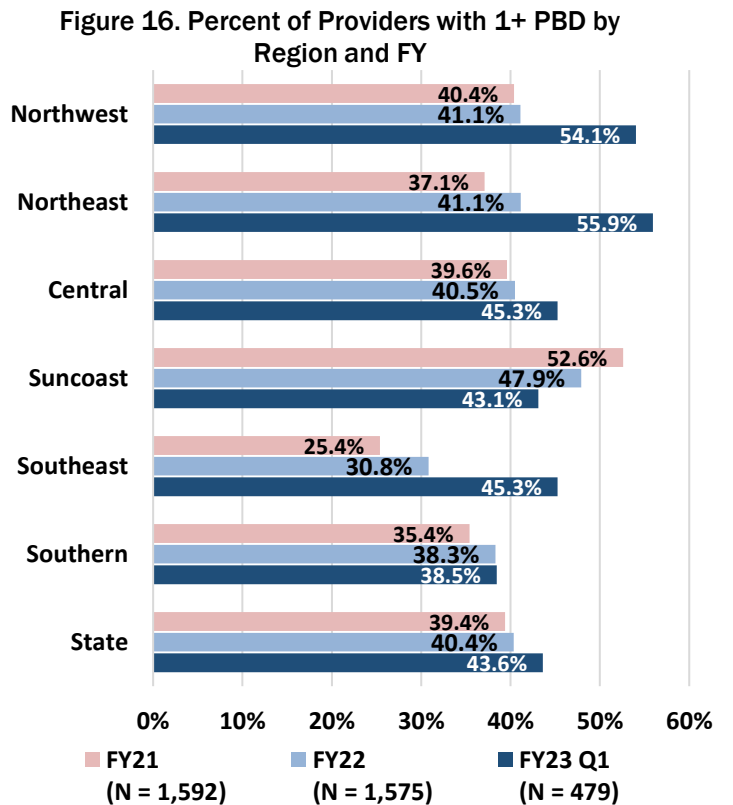 Figure 16. Percent of Providers with 1+ PBD by
Region and FY
Northwest
40.4%
41.1%
54.1%
Northeast
37.1%
41.1%
55.9%
Central
39.6%
40.5%
45.3%
Suncoast
52.6%
47.9%
43.1%
Southeast
25.4%
30.8%
45.3%
Southern
35.4%
38.3%
38.5%
State
39.4%
40.4%
43.6%
0% 10% 20% 30% 40% 50% 60%
FY21 FY22 FY23 Q1
(N = 1,592) (N = 1,575) (N = 479)